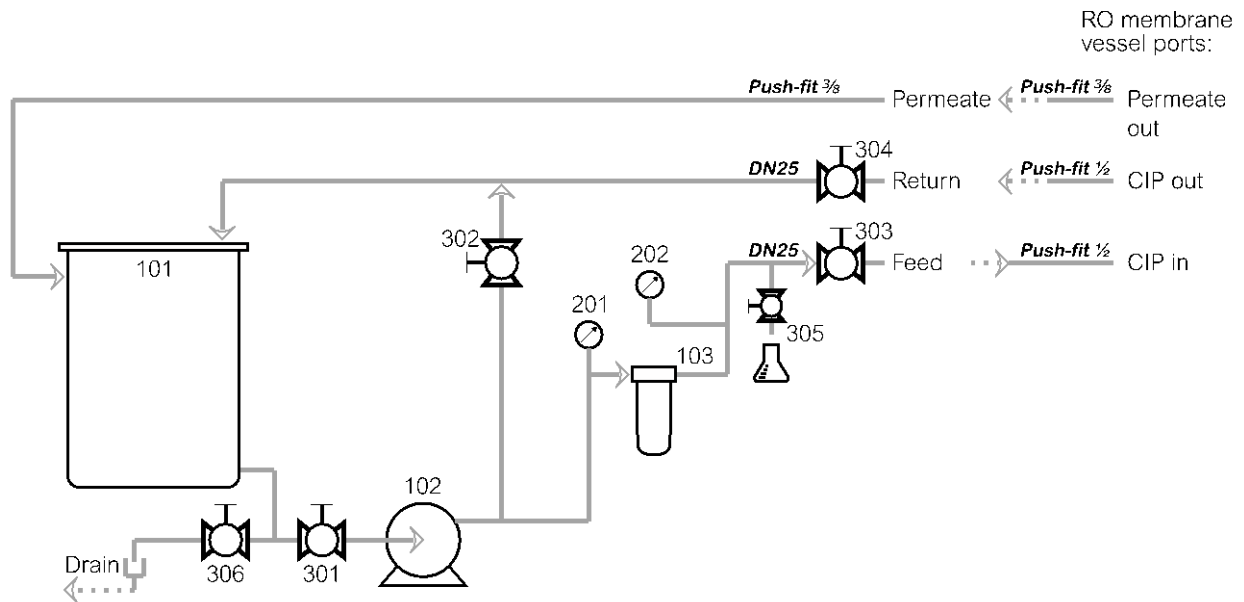 RO membrane
vessel ports:
Push-fit ⅜
Permeate
Push-fit ⅜
Permeate
out
304
DN25
Return
Push-fit ½
CIP out
302
303
202
DN25
Feed
Push-fit ½
CIP in
101
201
305
103
102
Drain
306
301